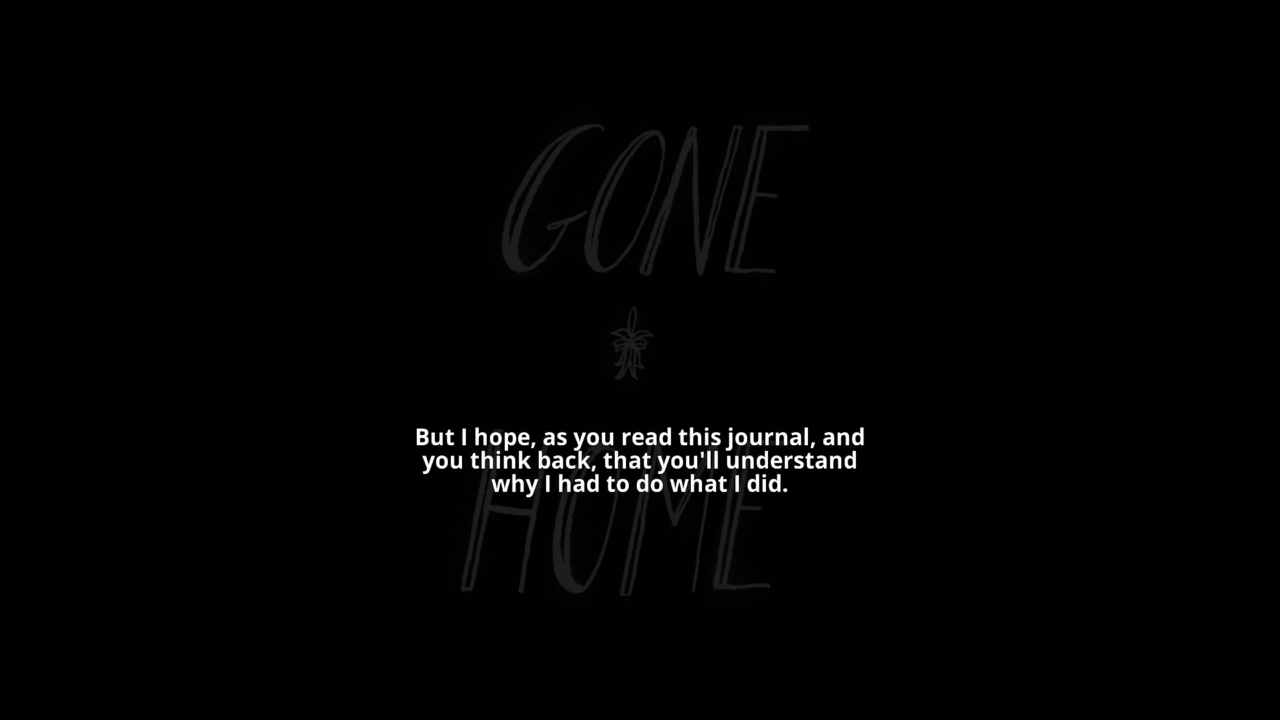 GONE
But I hope, as you read this journal, and
you think back, that you'll understand
why I had to do what I did.
HOME